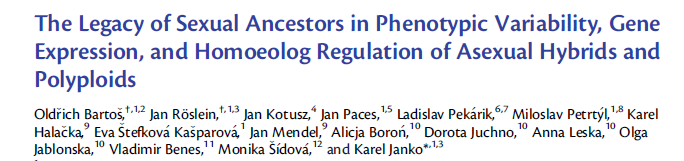 The Legacy of Sexual Ancestors in Phenotypic Variability, Gene
Expression, and Homoeolog Regulation of Asexual Hybrids and
Polyploids
Oldřich Bartoš,†,1,2 Jan Röslein,†,1,3 Jan Kotusz,4 Jan Paces,1,5 Ladislav Pekárik,6,7 Miloslav Petrtýl,1,8 Karel
Halačka,9 Eva Štefková Kašparová,1 Jan Mendel,9 Alicja Boroń,10 Dorota Juchno,10 Anna Leska,10 Olga
Jablonska,10 Vladimir Benes,11 Monika Šídová,12 and Karel Janko*,1,3